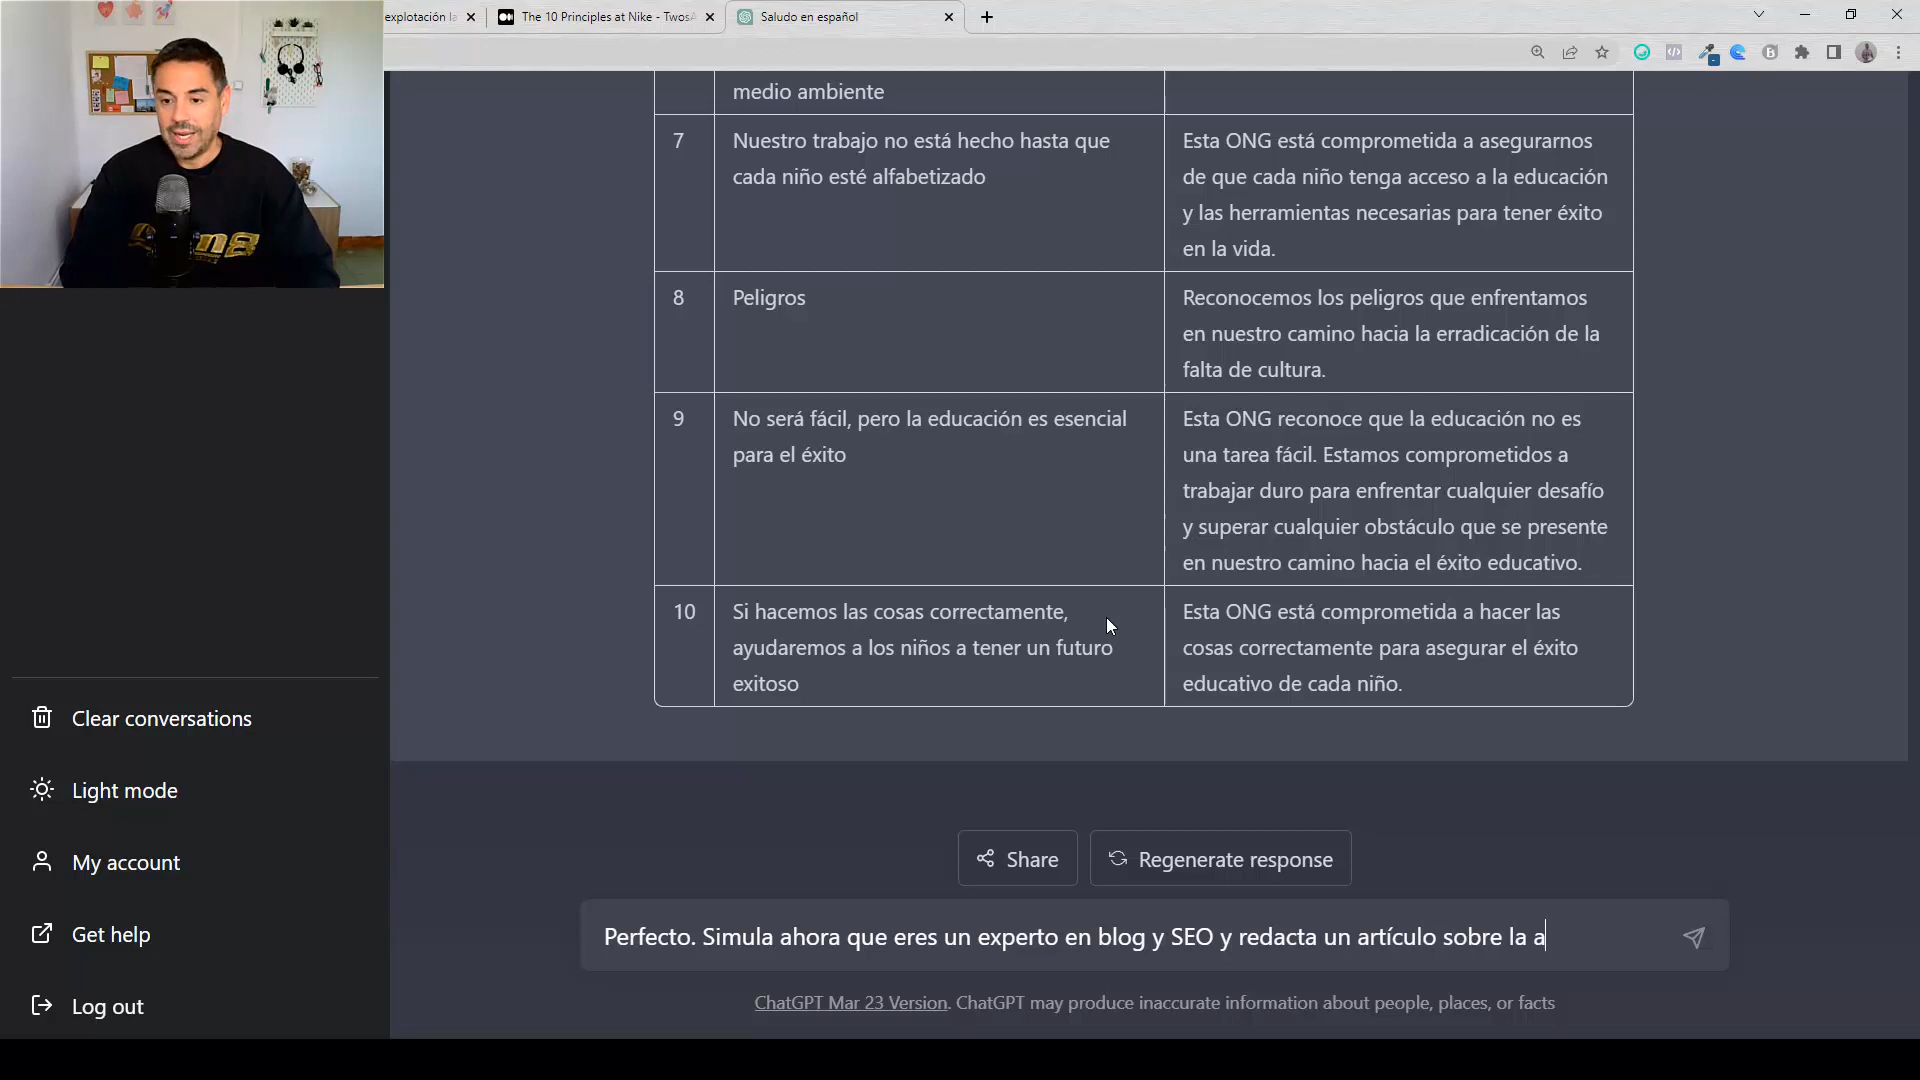 explotación la
The 10 Principles at Nike - Twos
Saludo en español
medio ambiente
7
Nuestro trabajo no está hecho hasta que
cada niño esté alfabetizado
Esta ONG está comprometida a asegurarnos
de que cada niño tenga acceso a la educación
y las herramientas necesarias para tener éxito
en la vida.
8
Peligros
Reconocemos los peligros que enfrentamos
en nuestro camino hacia la erradicación de la
falta de cultura.
9
No será fácil, pero la educación es esencial
para el éxito
Esta ONG reconoce que la educación no es
una tarea fácil. Estamos comprometidos a
trabajar duro para enfrentar cualquier desafío
y superar cualquier obstáculo que se presente
en nuestro camino hacia el éxito educativo.
10
Si hacemos las cosas correctamente,
ayudaremos a los niños a tener un futuro
exitoso
Esta ONG está comprometida a hacer las
cosas correctamente para asegurar el éxito
educativo de cada niño.
Clear conversations
Light mode
My account
Get help
Log out
Share
Regenerate response
Perfecto. Simula ahora que eres un experto en blog y SEO y redacta un artículo sobre la a
ChatGPT Mar 23 Version. ChatGPT may produce inaccurate information about people, places, or facts